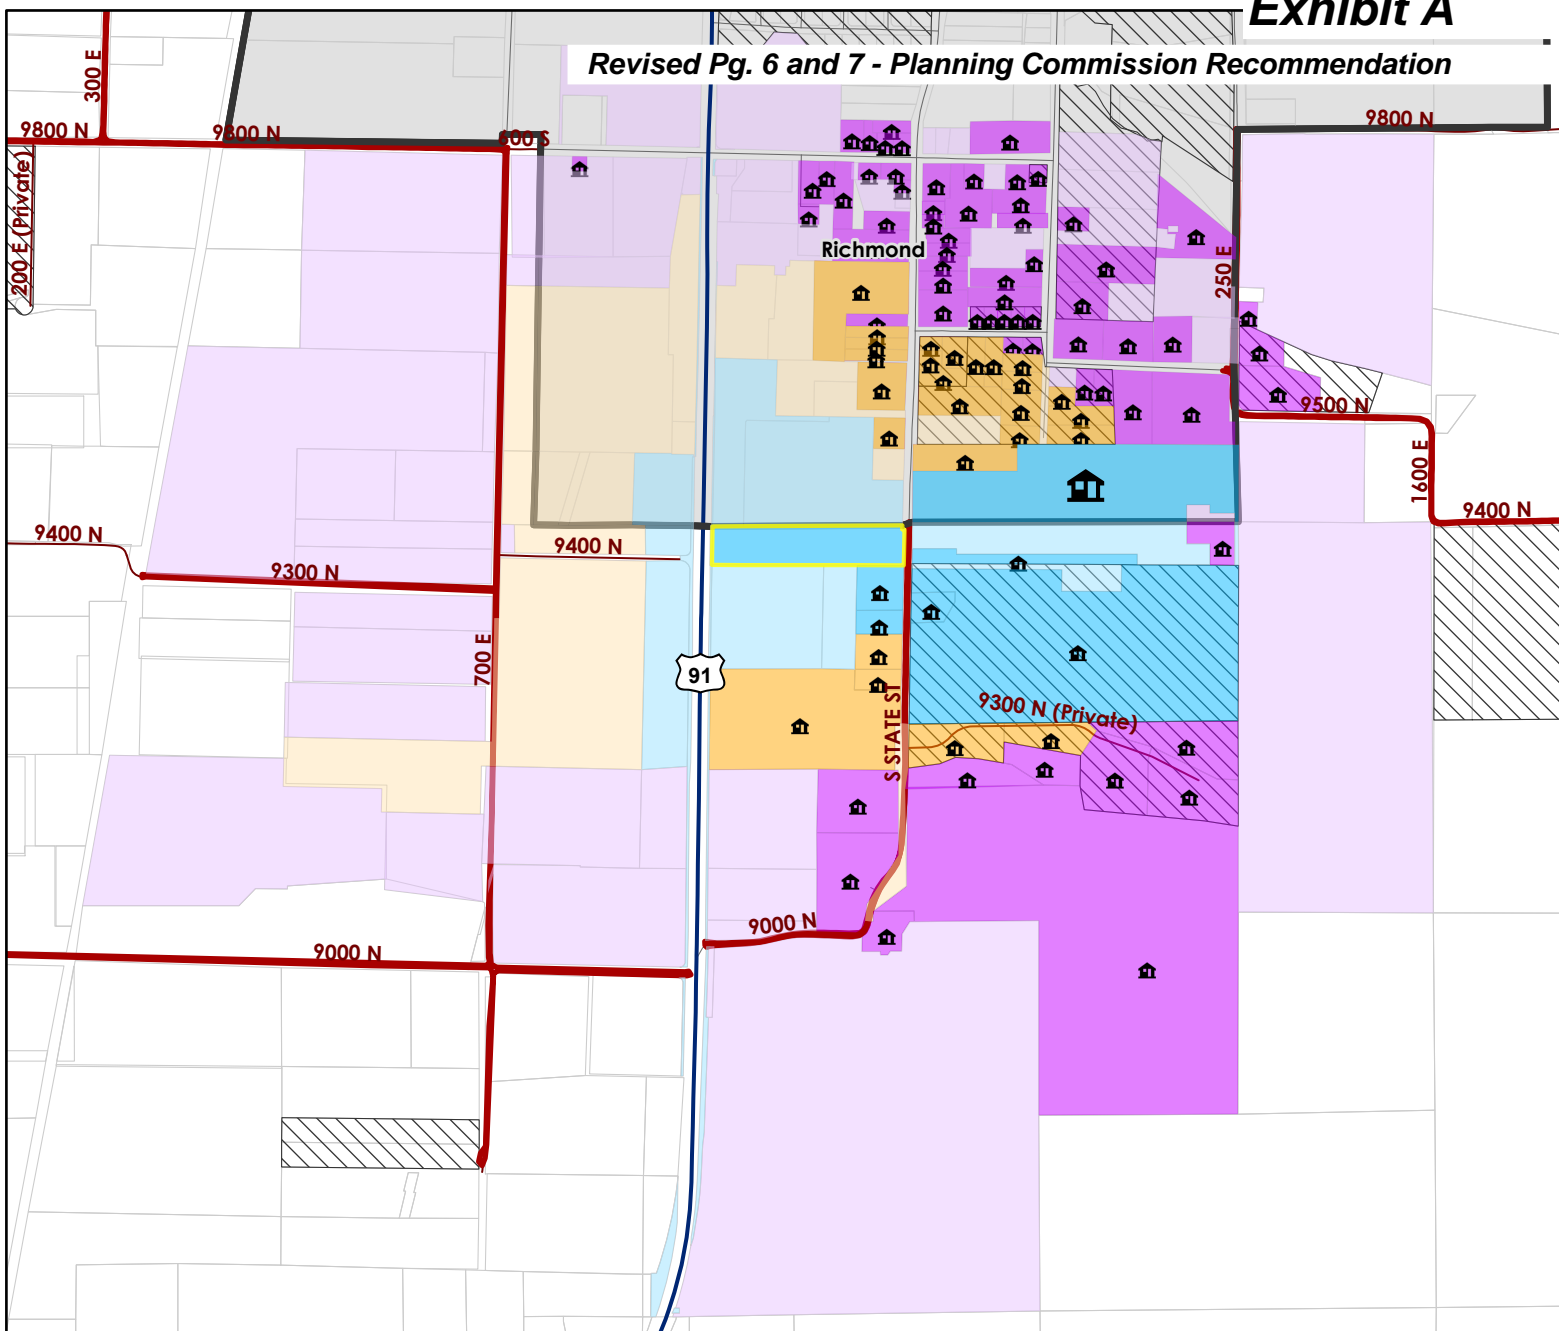 Exhibit A
Revised Pg. 6 and 7 - Planning Commission Recommendation
300 E
9800 N
9800 N
600 S
9800 N
200 E (Private)
Richmond
250 E
9500 N
1600 E
9400 N
9400 N
9400 N
9300 N
700 E
91
S STATE ST
9300 N (Private)
9000 N
9000 N